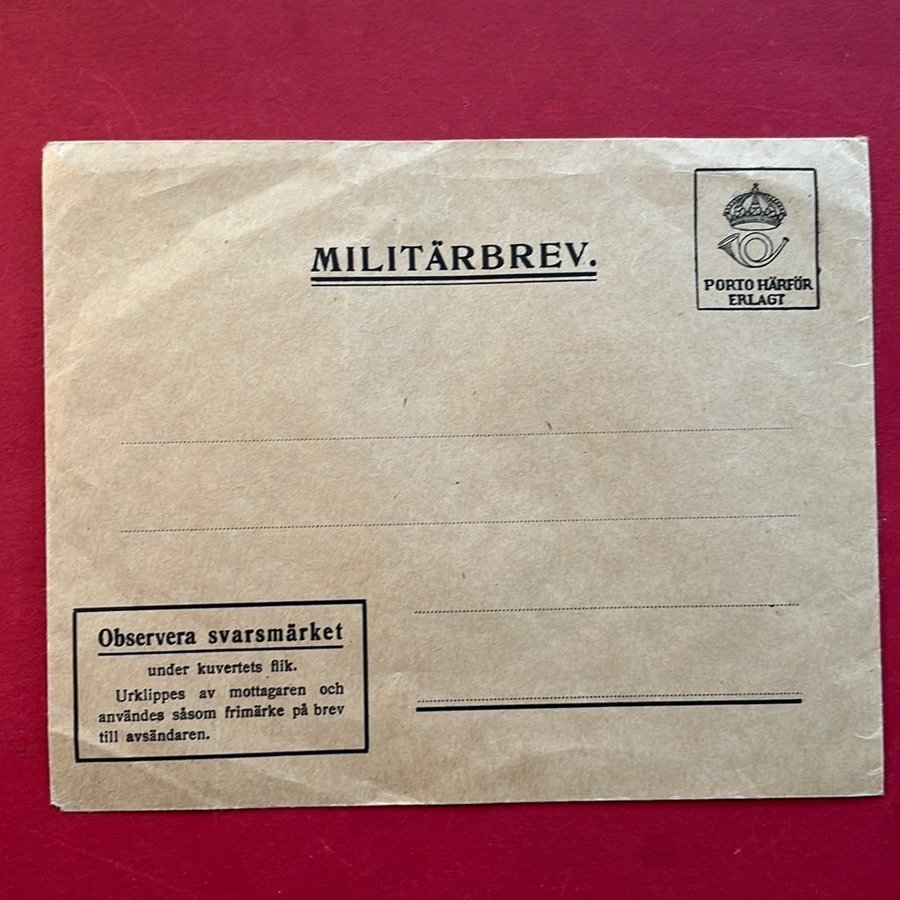 MILITÄRBREV.
PORTO HÄRFÖR
ERLAGT
Observera svarsmärket
under kuvertets flik.
Urklippes av mottagaren och
användes såsom frimärke på brev
till avsändaren.